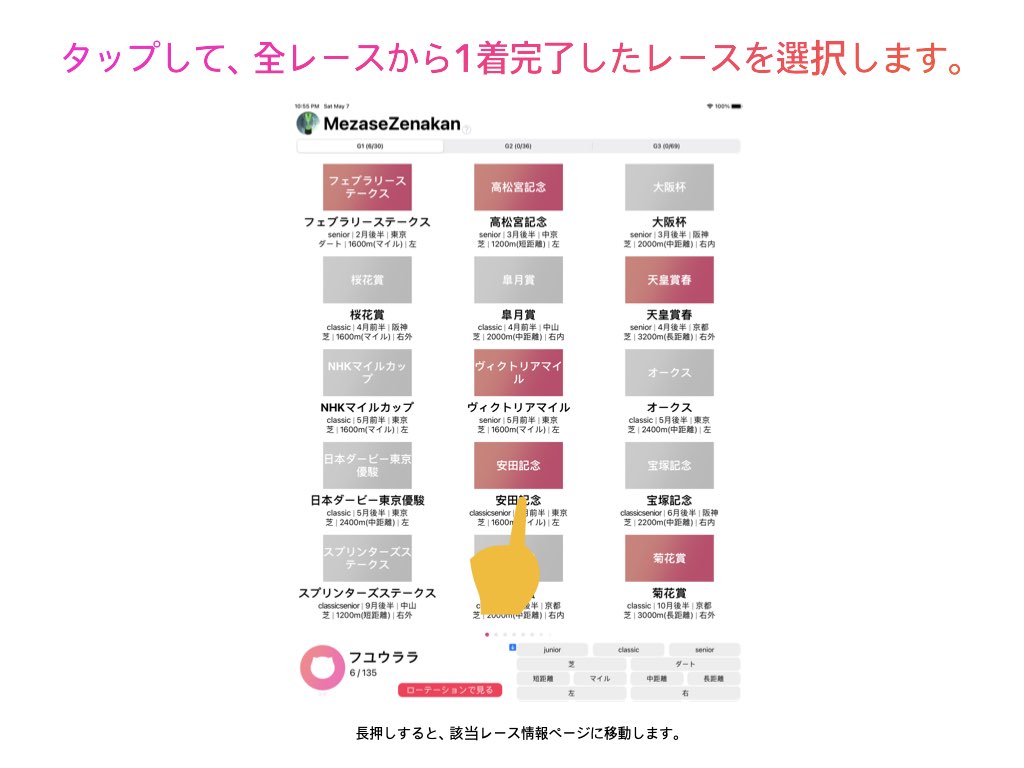 タップして、全レースから1着完了したレースを選択します。
10:55 PM Sat May 7
100%
MezaseZenakan
?
G1 (6/30)
G2 (0/36)
G3 (0/69)
フェブラリース
テークス
高松宮記念
大阪杯
フェブラリーステークス
高松宮記念
大阪杯
senior | 2月後半 | 東京
senior | 3月後半 | 中京
senior | 3月後半 | 阪神
ダート | 1600m(マイル) | 左
芝 | 1200m(短距離) | 左
芝 | 2000m(中距離) | 右内
桜花賞
皐月賞
天皇賞春
桜花賞
皐月賞
天皇賞春
classic | 4月前半 | 阪神
classic | 4月前半 | 中山
senior | 4月後半 | 京都
芝 | 1600m(マイル) | 右外
芝 | 2000m(中距離) | 右内
芝 | 3200m(長距離) | 右外
NHKマイルカッ
プ
ヴィクトリアマイ
ル
オークス
NHKマイルカップ
ヴィクトリアマイル
オークス
classic | 5月前半 | 東京
senior | 5月前半 | 東京
classic | 5月後半 | 東京
芝 | 1600m(マイル) | 左
芝 | 1600m(マイル) | 左
芝 | 2400m(中距離) | 左
日本ダービー東京
優駿
安田記念
宝塚記念
日本ダービー東京優駿
安田記念
宝塚記念
classic | 5月後半 | 東京
classicsenior | 月前半 | 東京
classicsenior | 6月後半 | 阪神
芝 | 2400m(中距離) | 左
芝 | 1600m イル) | 左
芝 | 2200m(中距離) | 右内
スプリンターズス
テークス
菊花賞
スプリンターズステークス
菊花賞
classicsenior | 9月後半 | 中山
京都
classic | 10月後半 | 京都
芝 | 1200m(短距離) | 右外
芝 | 2000m(中距離) | 右内
芝 | 3000m(長距離) | 右外
フユウララ
6 / 135
ローテーションで見る
junior
classic
senior
芝
ダート
短距離
マイル
中距離
長距離
左
右
長押しすると、該当レース情報ページに移動します。